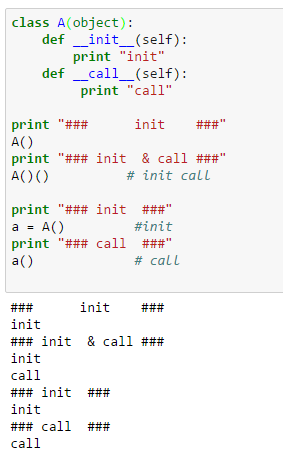 class A(object):
    def __init__(self):
        print "init"
    def __call__(self):
         print "call"

print "###      init    ###"
A()
print "### init  & call ###"
A()()          # init call

print "### init  ###"
a = A()         #init
print "### call  ###"
a()             # call
###      init    ###
init
### init  & call ###
init
call
### init  ###
init
### call  ###
call